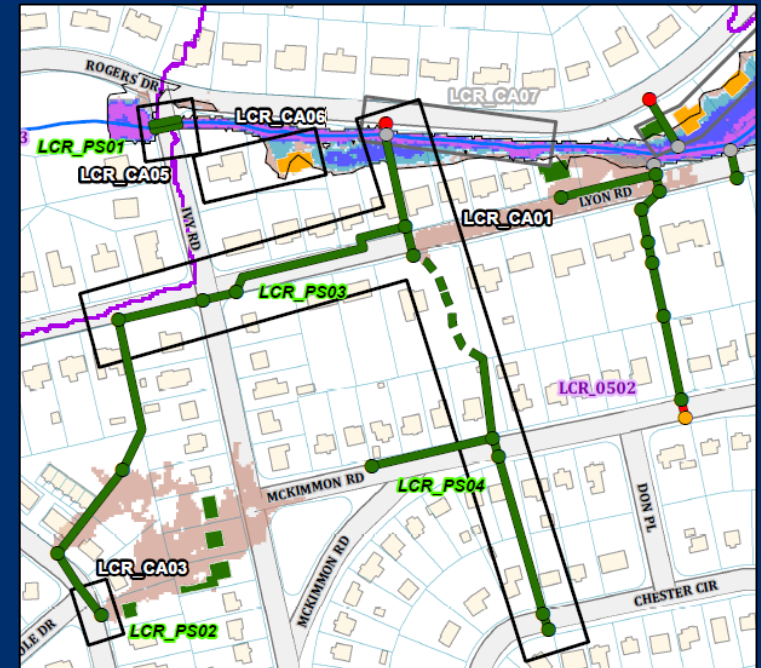 ROGERS DR
LCR_CA07
LCR_CA06
3
LCR_PS01
LCR_CA05
LYON RD
IVY RD
LCR_CA01
LCR_PS03
LCR_0502
MCKIMMON RD
LCR_PS04
DON PL
MCKIMMON RD
LCR_CA03
CHESTER CIR
OLE DR
LCR_PS02